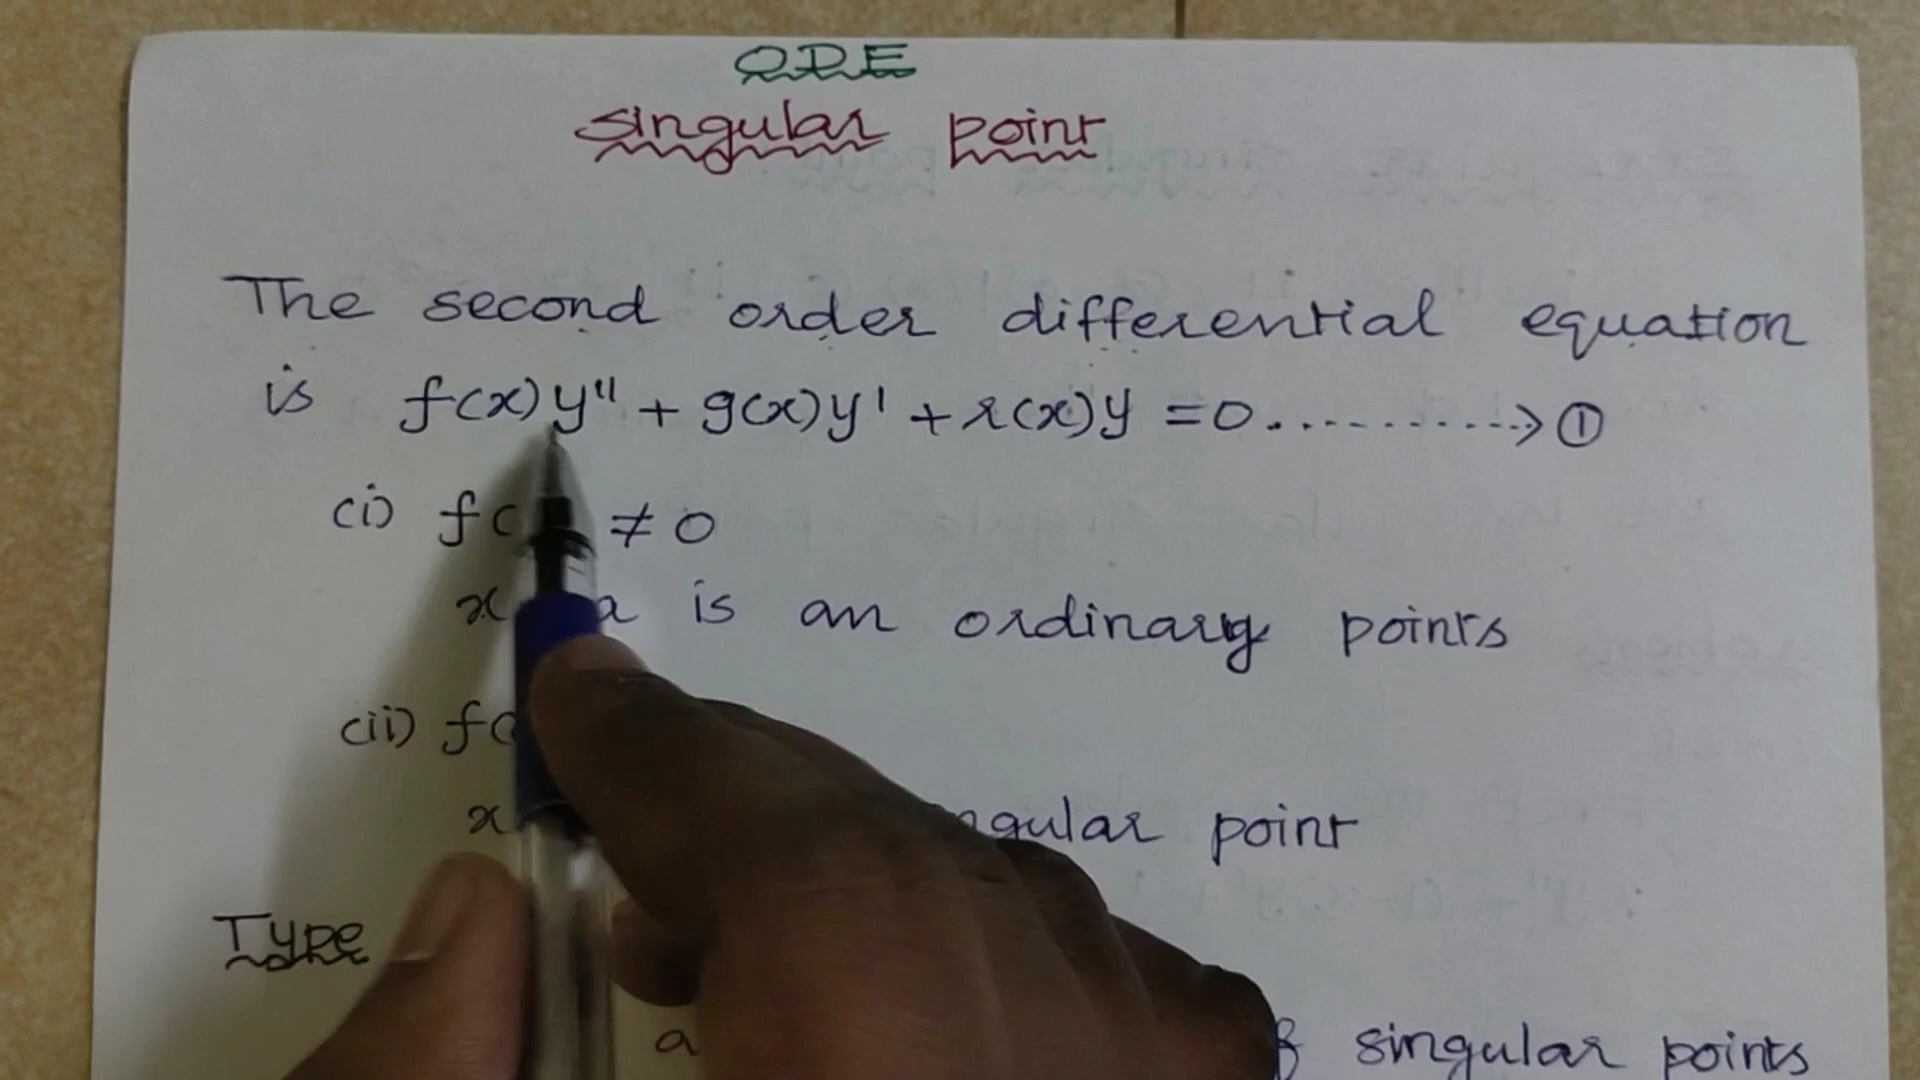 ODE
singular point
The second order differential equation
is f(x)y'' + g(x)y' + r(x)y = 0 ..........-> ①
(i) f( ≠ 0
x a is an ordinary points
(ii) f(
x point
Type
a singular points